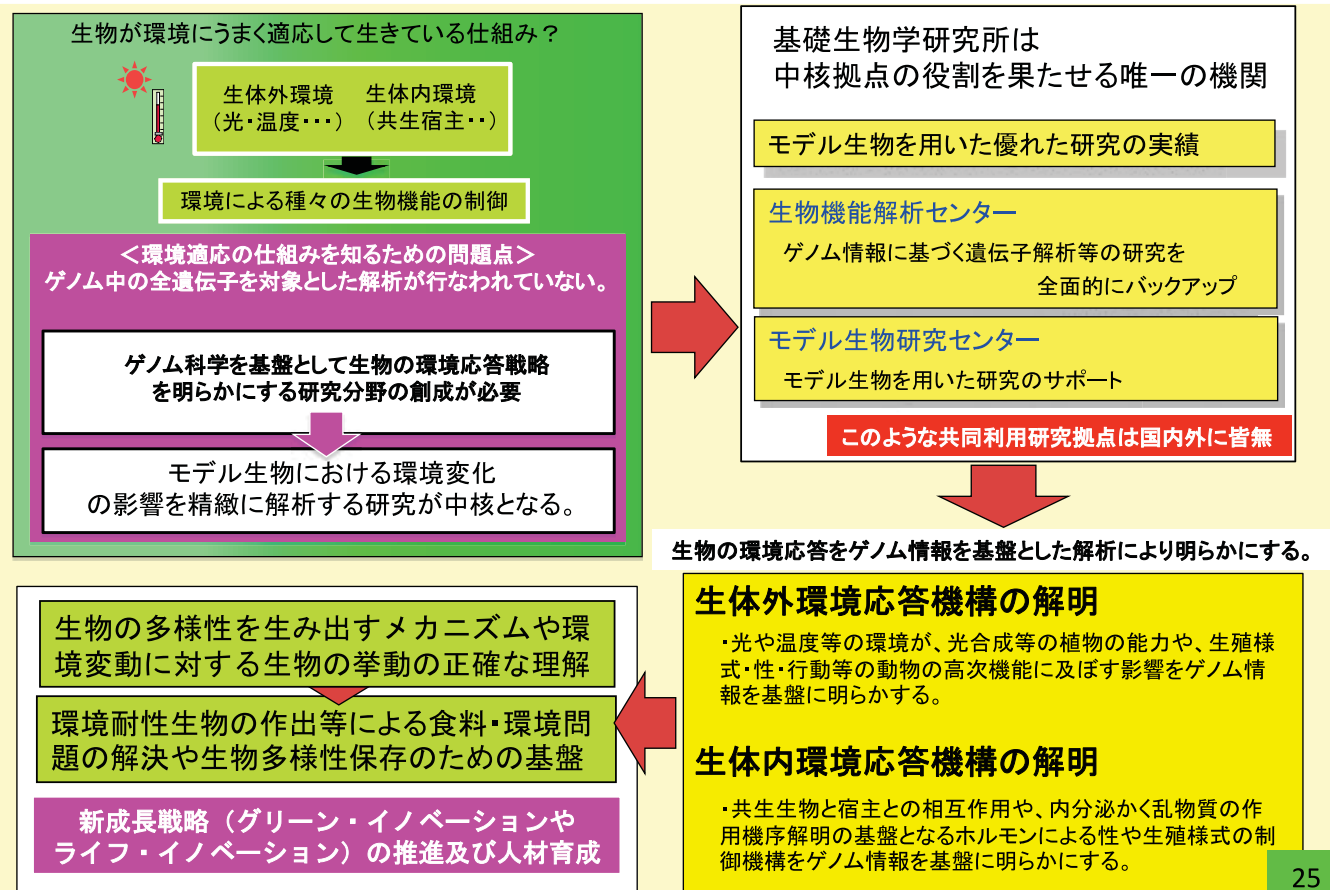 生物が環境にうまく適応して生きている仕組み？
生体外環境　生体内環境
（光・温度・・・）（共生宿主・・）
環境による種々の生物機能の制御
＜環境適応の仕組みを知るための問題点＞
ゲノム中の全遺伝子を対象とした解析が行なわれていない。
ゲノム科学を基盤として生物の環境応答戦略
を明らかにする研究分野の創成が必要
モデル生物における環境変化
の影響を精緻に解析する研究が中核となる。
基礎生物学研究所は
中核拠点の役割を果たせる唯一の機関
モデル生物を用いた優れた研究の実績
生物機能解析センター
ゲノム情報に基づく遺伝子解析等の研究を
全面的にバックアップ
モデル生物研究センター
モデル生物を用いた研究のサポート
このような共同利用研究拠点は国内外に皆無
生物の環境応答をゲノム情報を基盤とした解析により明らかにする。
生体外環境応答機構の解明
・光や温度等の環境が、光合成等の植物の能力や、生殖様
式・性・行動等の動物の高次機能に及ぼす影響をゲノム情
報を基盤に明らかする。
生体内環境応答機構の解明
・共生生物と宿主との相互作用や、内分泌かく乱物質の作
用機序解明の基盤となるホルモンによる性や生殖様式の制
御機構をゲノム情報を基盤に明らかにする。
生物の多様性を生み出すメカニズムや環
境変動に対する生物の挙動の正確な理解
環境耐性生物の作出等による食料・環境問
題の解決や生物多様性保存のための基盤
新成長戦略（グリーン・イノベーションや
ライフ・イノベーション）の推進及び人材育成
25